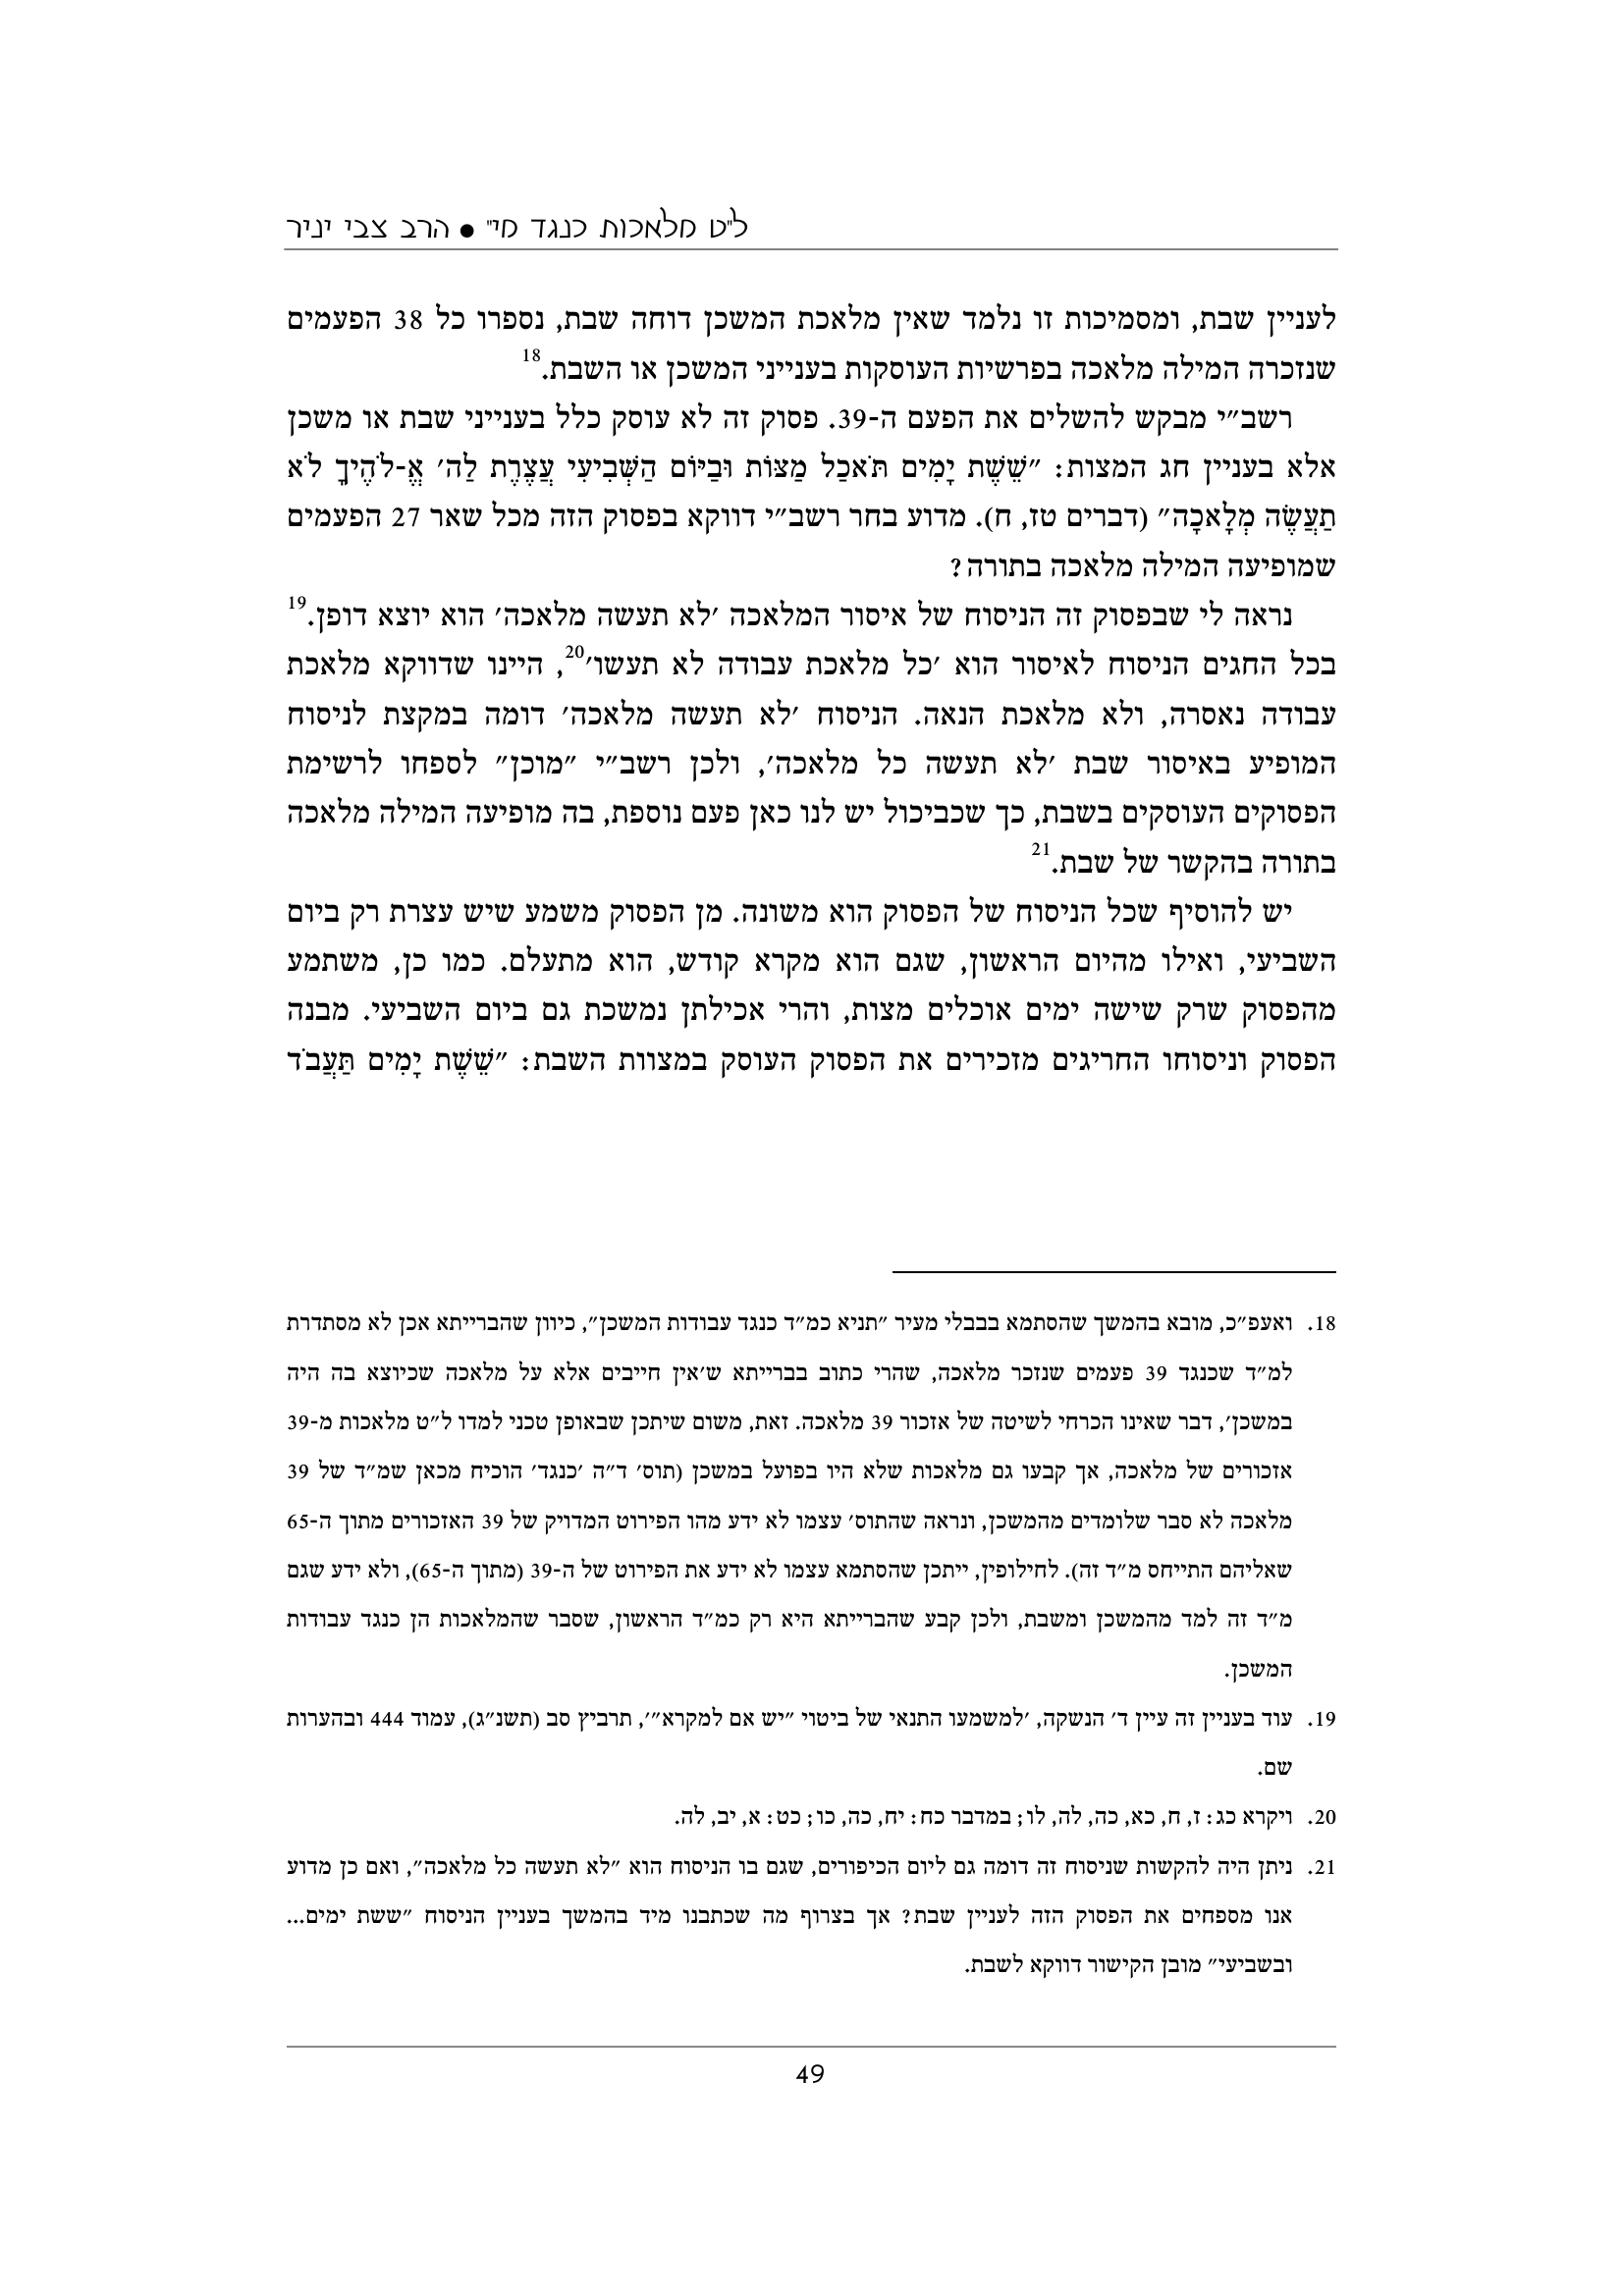 ל"ט מלאכות כנגד מי" ● הרב צבי יניר
לעניין שבת, ומסמיכות זו נלמד שאין מלאכת המשכן דוחה שבת, נספרו כל 38 הפעמים
שנזכרה המילה מלאכה בפרשיות העוסקות בענייני המשכן או השבת.18
רשב״י מבקש להשלים את הפעם ה-39. פסוק זה לא עוסק כלל בענייני שבת או משכן
אלא בעניין חג המצות: ״שֵׁשֶׁת יָמִים תֹּאכַל מַצּוֹת וּבַיּוֹם הַשְּׁבִיעִי עֲצֶרֶת לַה׳ אֱ-לֹהֶיךָ לֹא
תַעֲשֶׂה מְלָאכָה״ (דברים טז, ח). מדוע בחר רשב״י דווקא בפסוק הזה מכל שאר 27 הפעמים
שמופיעה המילה מלאכה בתורה?
נראה לי שבפסוק זה הניסוח של איסור המלאכה ׳לא תעשה מלאכה׳ הוא יוצא דופן.19
בכל החגים הניסוח לאיסור הוא ׳כל מלאכת עבודה לא תעשו׳20, היינו שדווקא מלאכת
עבודה נאסרה, ולא מלאכת הנאה. הניסוח ׳לא תעשה מלאכה׳ דומה במקצת לניסוח
המופיע באיסור שבת ׳לא תעשה כל מלאכה׳, ולכן רשב״י ״מוכן״ לספחו לרשימת
הפסוקים העוסקים בשבת, כך שכביכול יש לנו כאן פעם נוספת, בה מופיעה המילה מלאכה
בתורה בהקשר של שבת.21
יש להוסיף שכל הניסוח של הפסוק הוא משונה. מן הפסוק משמע שיש עצרת רק ביום
השביעי, ואילו מהיום הראשון, שגם הוא מקרא קודש, הוא מתעלם. כמו כן, משתמע
מהפסוק שרק שישה ימים אוכלים מצות, והרי אכילתן נמשכת גם ביום השביעי. מבנה
הפסוק וניסוחו החריגים מזכירים את הפסוק העוסק במצוות השבת: ״שֵׁשֶׁת יָמִים תַּעֲבֹד
18. ואעפ״כ, מובא בהמשך שהסתמא בבבלי מעיר ״תניא כמ״ד כנגד עבודות המשכן״, כיוון שהברייתא אכן לא מסתדרת
למ״ד שכנגד 39 פעמים שנזכר מלאכה, שהרי כתוב בברייתא ש׳אין חייבים אלא על מלאכה שכיוצא בה היה
במשכן׳, דבר שאינו הכרחי לשיטה של אזכור 39 מלאכה. זאת, משום שיתכן שבאופן טכני למדו ל״ט מלאכות מ-39
אזכורים של מלאכה, אך קבעו גם מלאכות שלא היו בפועל במשכן (תוס׳ ד״ה ׳כנגד׳ הוכיח מכאן שמ״ד של 39
מלאכה לא סבר שלומדים מהמשכן, ונראה שהתוס׳ עצמו לא ידע מהו הפירוט המדויק של 39 האזכורים מתוך ה-65
שאליהם התייחס מ״ד זה). לחילופין, ייתכן שהסתמא עצמו לא ידע את הפירוט של ה-39 (מתוך ה-65), ולא ידע שגם
מ״ד זה למד מהמשכן ומשבת, ולכן קבע שהברייתא היא רק כמ״ד הראשון, שסבר שהמלאכות הן כנגד עבודות
המשכן.
19. עוד בעניין זה עיין ד׳ הנשקה, ׳למשמעו התנאי של ביטוי ״יש אם למקרא״׳, תרביץ סב (תשנ״ג), עמוד 444 ובהערות
שם.
20. ויקרא כג: ז, ח, כא, כה, לה, לו; במדבר כח: יח, כה, כו; כט: א, יב, לה.
21. ניתן היה להקשות שניסוח זה דומה גם ליום הכיפורים, שגם בו הניסוח הוא ״לא תעשה כל מלאכה״, ואם כן מדוע
אנו מספחים את הפסוק הזה לעניין שבת? אך בצרוף מה שכתבנו מיד בהמשך בעניין הניסוח ״ששת ימים...
ובשביעי״ מובן הקישור דווקא לשבת.
49